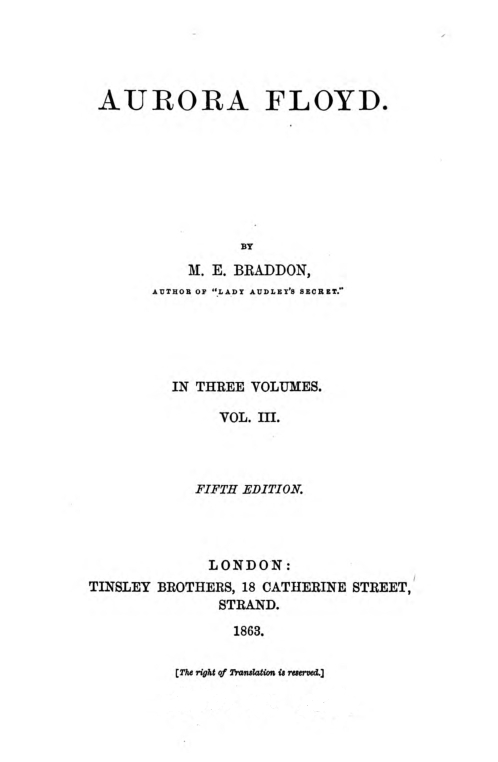 AURORA FLOYD.
BY
M. E. BRADDON,
AUTHOR OF "LADY AUDLEY'S SECRET."
IN THREE VOLUMES.
VOL. III.
FIFTH EDITION.
LONDON:
TINSLEY BROTHERS, 18 CATHERINE STREET,
STRAND.
1863.
[The right of Translation is reserved.]